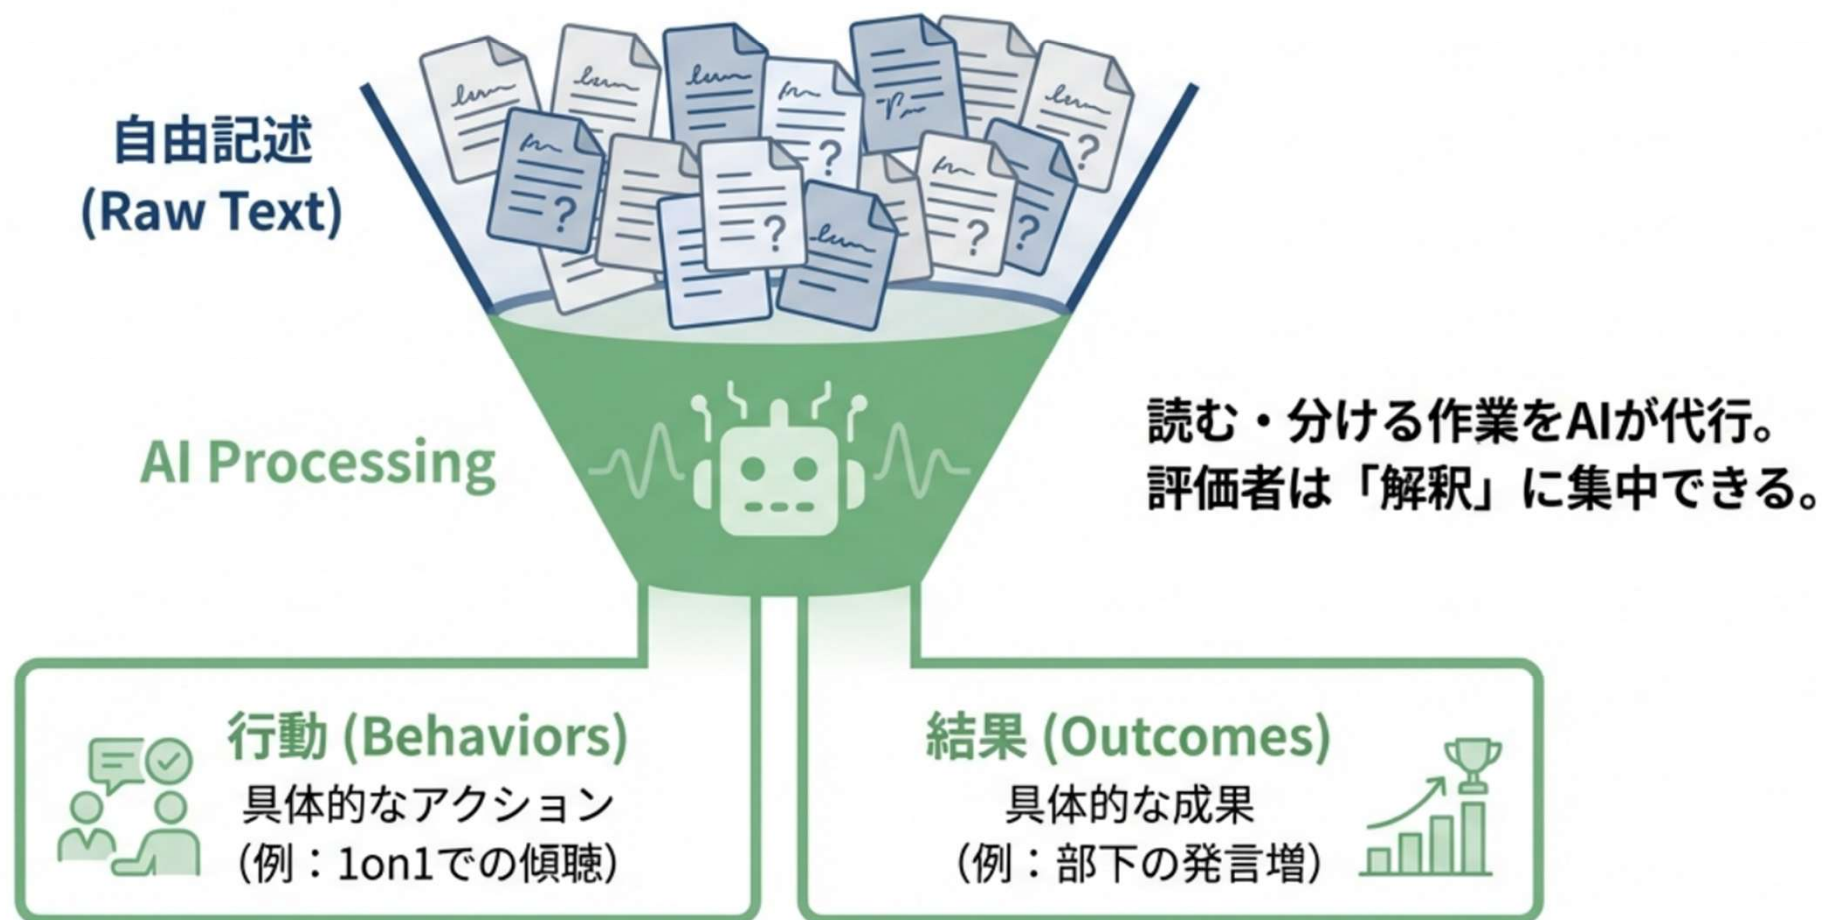 自由記述
(Raw Text)
AI Processing
読む・分ける作業をAIが代行。
評価者は「解釈」に集中できる。
行動 (Behaviors)
具体的なアクション
(例：1on1での傾聴)
結果 (Outcomes)
具体的な成果
(例：部下の発言増)